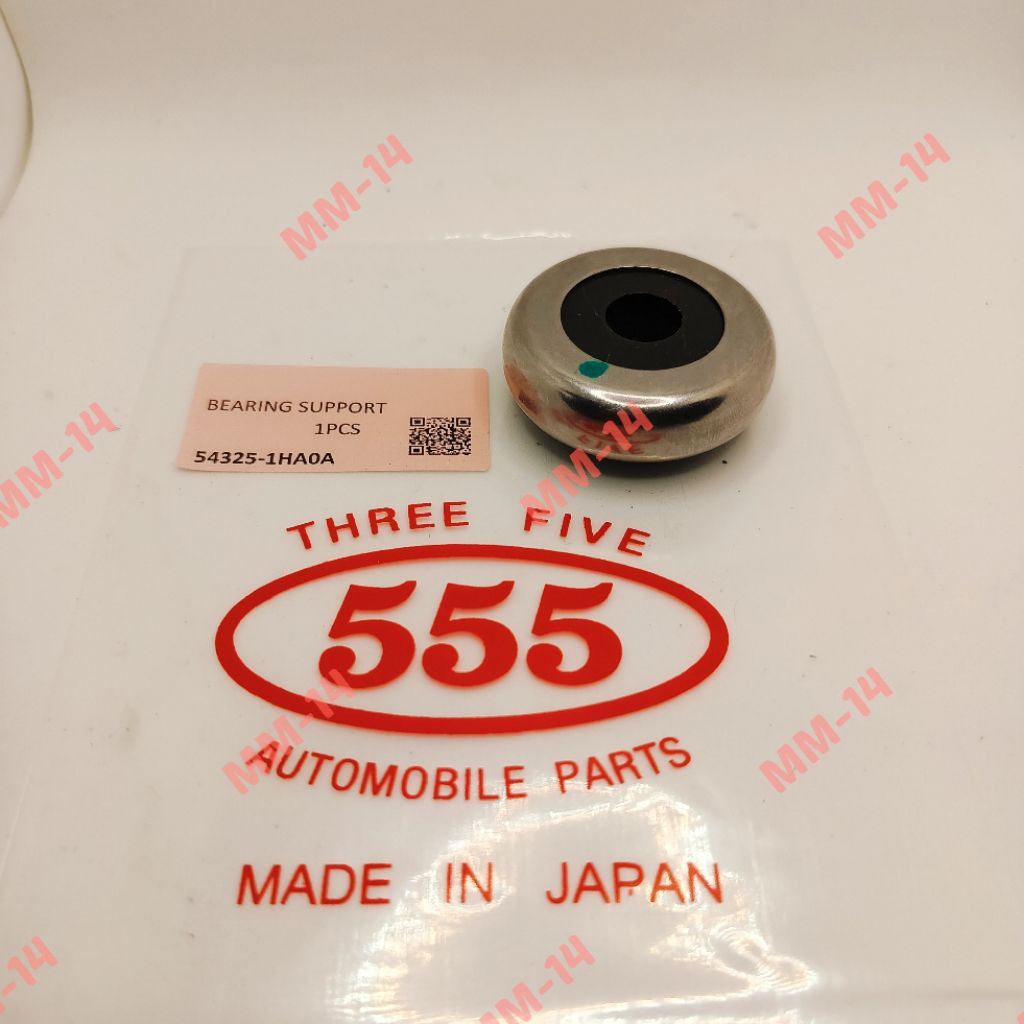 MM-14
MM-14
BEARING SUPPORT
1PCS
54325-1HA0A
MM-14
MM-14
THREE FIVE
555
AUTOMOBILE PARTS
MM-14
MM-14
MADE IN JAPAN
MM-14
MM-14